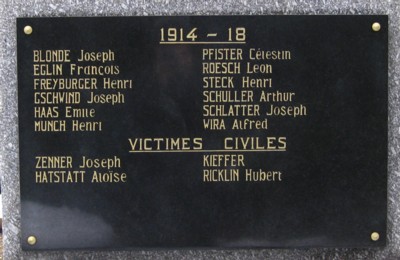 1914 - 18
BLONDE Joseph
EGLIN François
FREYBURGER Henri
GSCHWIND Joseph
HAAS Emile
MUNCH Henri
PFISTER Célestin
ROESCH Leon
STECK Henri
SCHULLER Arthur
SCHLATTER Joseph
WIRA Alfred
VICTIMES CIVILES
ZENNER Joseph
HATSTATT Aloïse
KIEFFER
RICKLIN Hubert